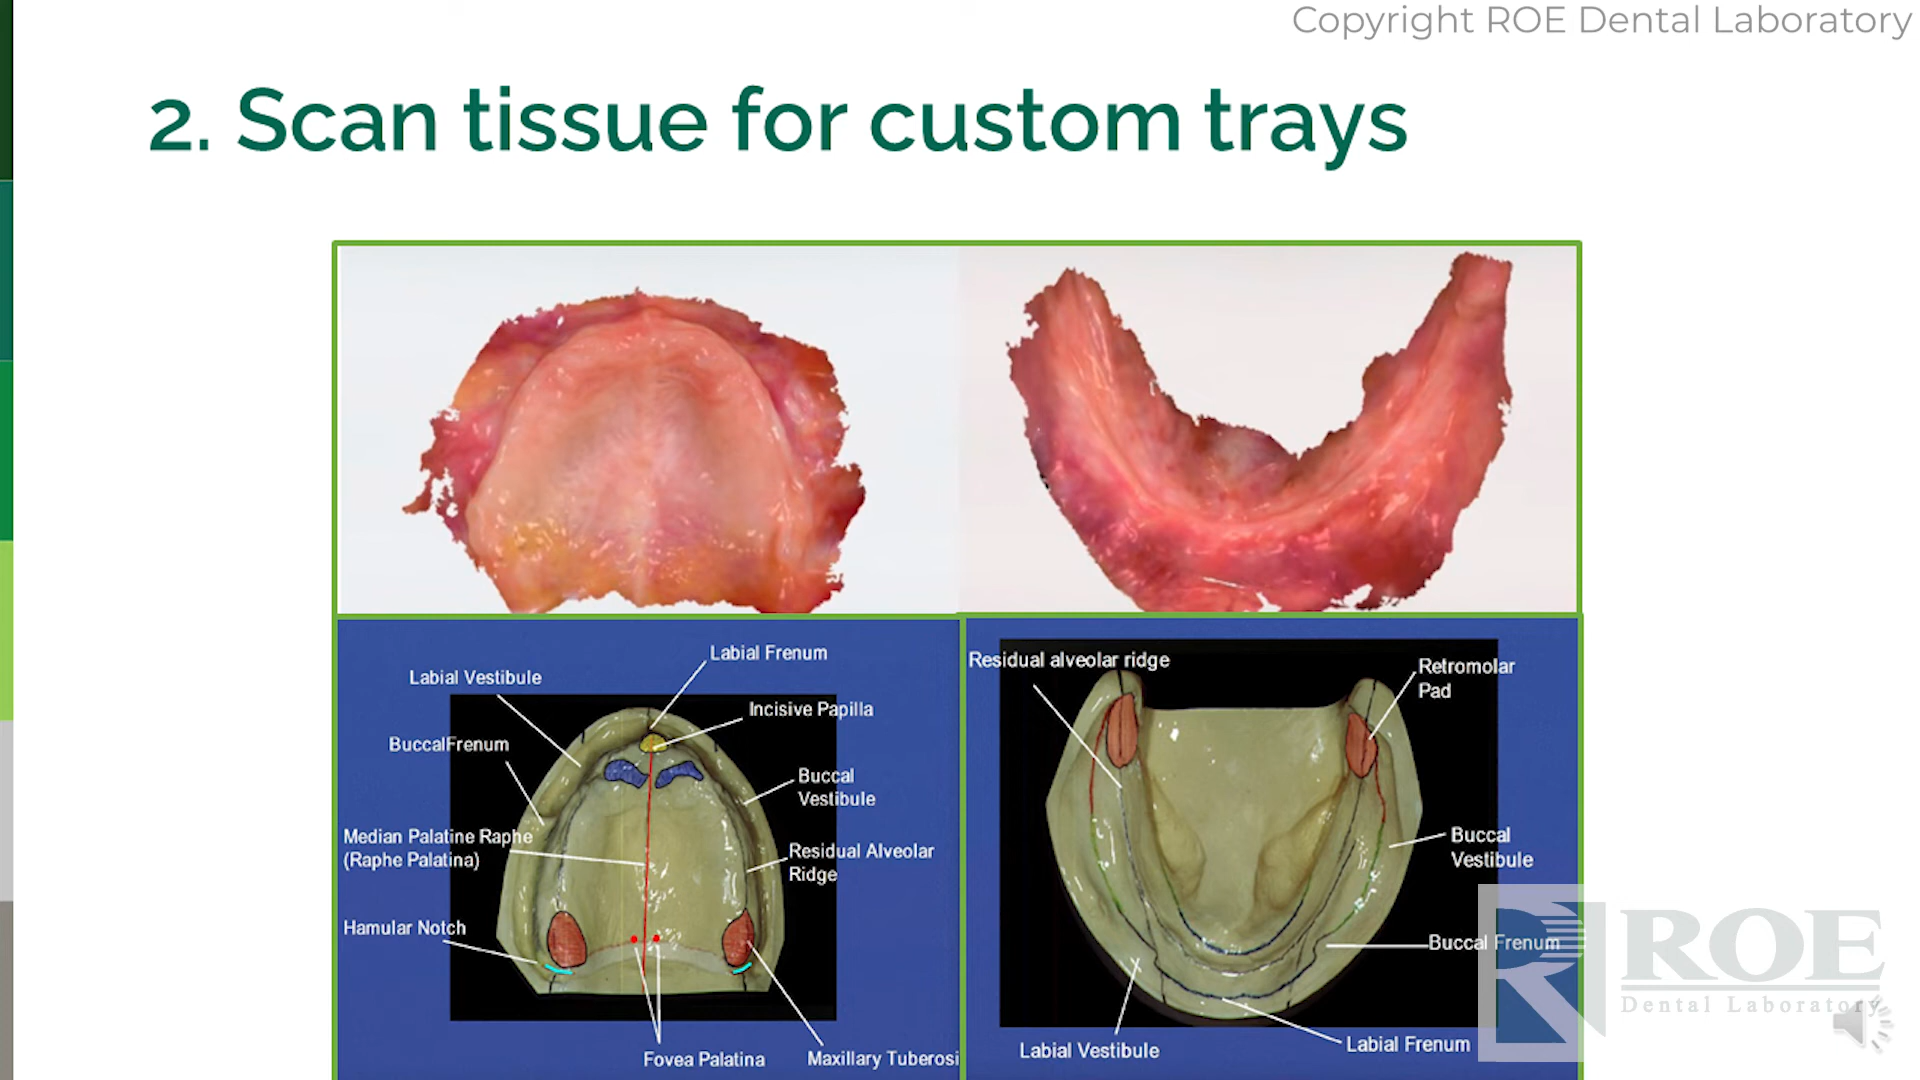 Copyright ROE Dental Laboratory
2. Scan tissue for custom trays
Labial Frenum
Labial Vestibule
Incisive Papilla
BuccalFrenum
Buccal
Vestibule
Median Palatine Raphe
(Raphe Palatina)
Residual Alveolar
Ridge
Hamular Notch
Fovea Palatina
Maxillary Tuberosi
Residual alveolar ridge
Retromolar
Pad
Buccal
Vestibule
Buccal Frenum
Labial Vestibule
Labial Frenum
R ROE
Dental Laboratory